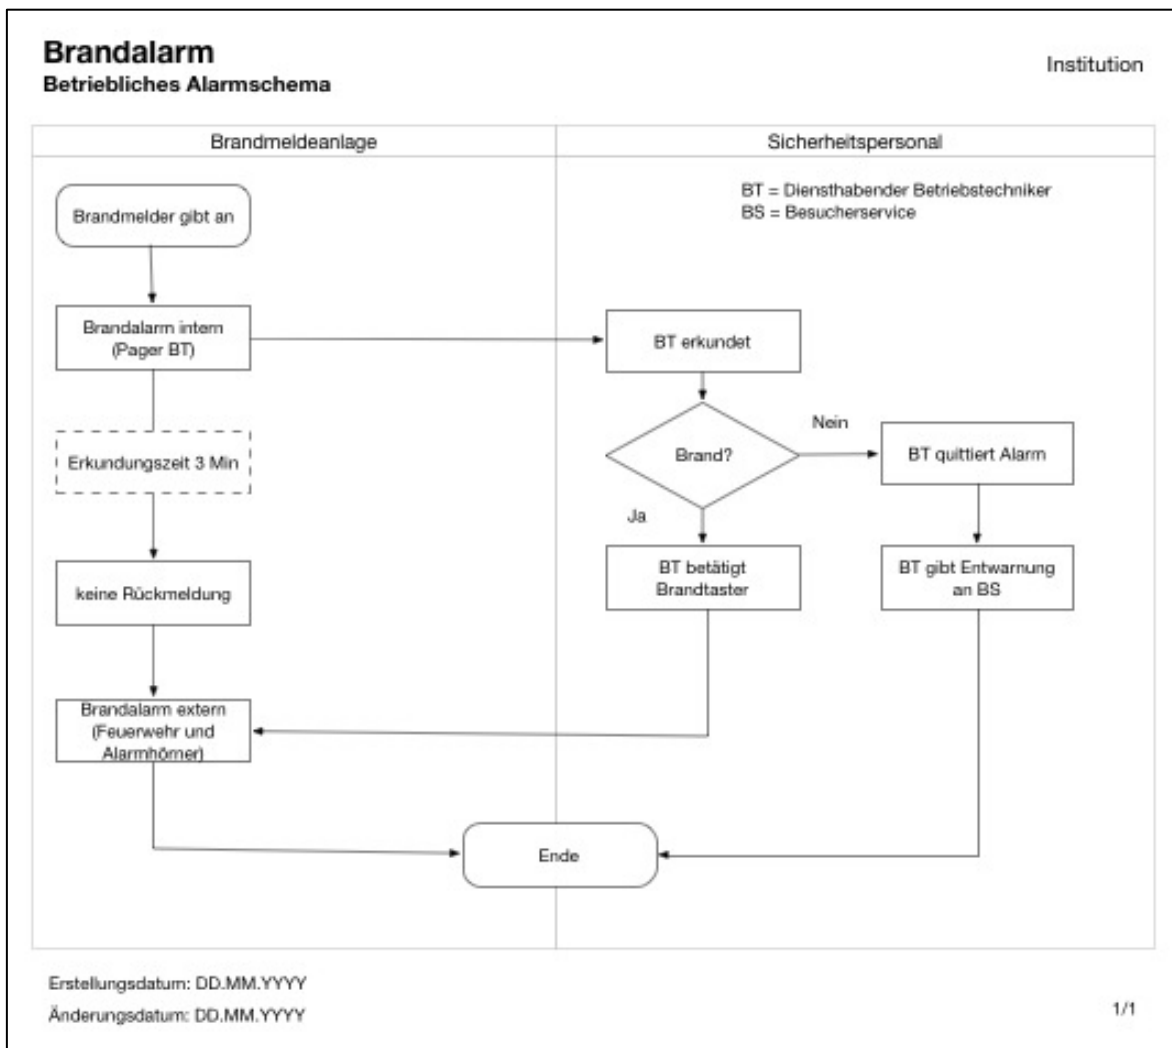 Brandalarm
Betriebliches Alarmschema
Institution
Brandmeldeanlage
Sicherheitspersonal
BT = Diensthabender Betriebstechniker
BS = Besucherservice
Brandmelder gibt an
Brandalarm intern
(Pager BT)
BT erkundet
Erkundungszeit 3 Min
Brand?
Nein
BT quittiert Alarm
Ja
keine Rückmeldung
BT betätigt
Brandtaster
BT gibt Entwarnung
an BS
Brandalarm extern
(Feuerwehr und
Alarmhörner)
Ende
Erstellungsdatum: DD.MM.YYYY
Änderungsdatum: DD.MM.YYYY
1/1